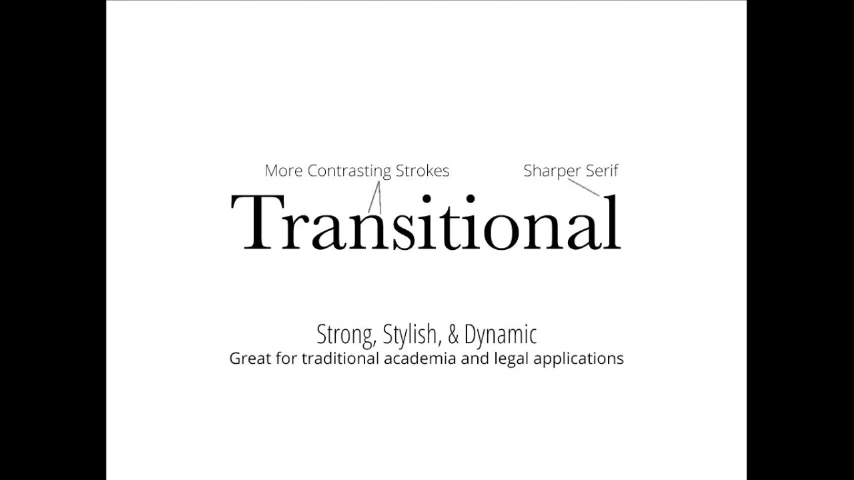 More Contrasting Strokes Sharper Serif
Transitional
Strong, Stylish, & Dynamic
Great for traditional academia and legal applications